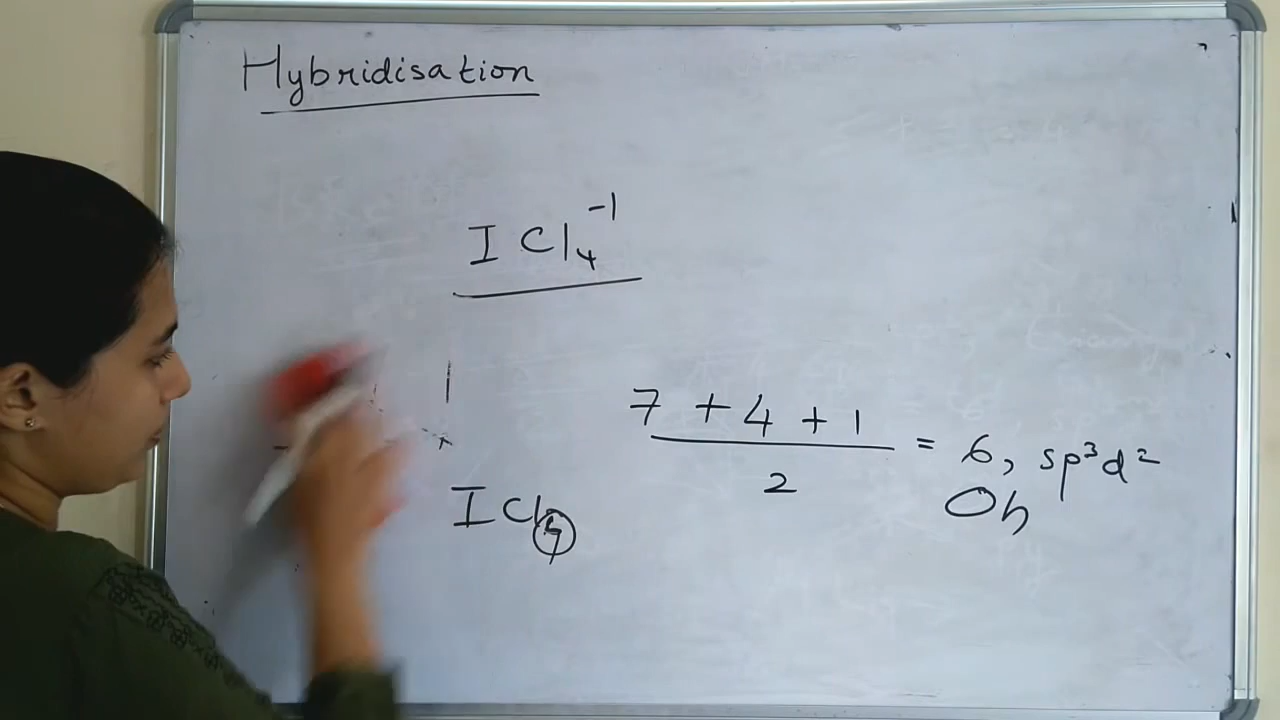 Hybridisation
ICl₄⁻¹
7 + 4 + 1
2
= 6, sp³d²
ICl₄
Oh